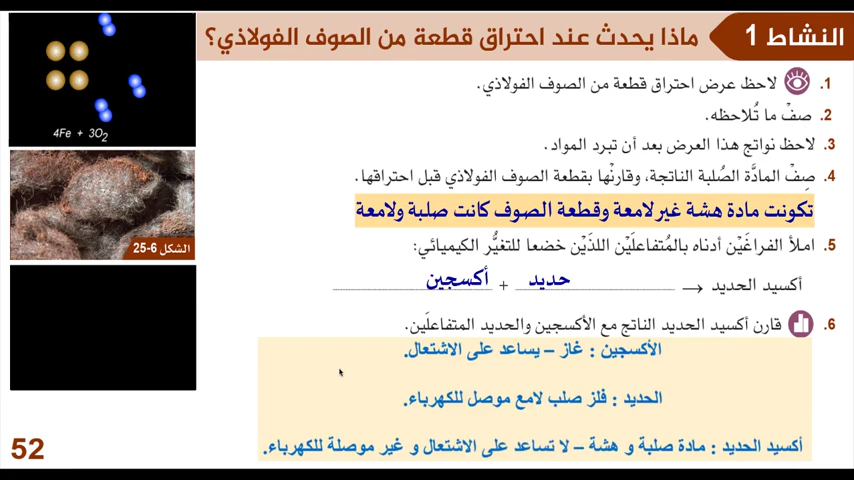 النشاط 1 ماذا يحدث عند احتراق قطعة من الصوف الفولاذي؟
1. لاحظ عرض احتراق قطعة من الصوف الفولاذي.
2. صفْ ما تُلاحظه.
3. لاحظ نواتج هذا العرض بعد أن تبرد المواد.
4. صِفْ المادَّة الصُلبة الناتجة، وقارنْها بقطعة الصوف الفولاذي قبل احتراقها.
تكونت مادة هشة غير لامعة وقطعة الصوف كانت صلبة ولامعة
5. املأ الفراغَيْن أدناه بالمُتفاعلَيْن اللذَيْن خضعا للتغيُّر الكيميائي:
أكسيد الحديد → حديد + أكسجين
6. قارن أكسيد الحديد الناتج مع الأكسجين والحديد المتفاعلَين.
الأكسجين : غاز – يساعد على الاشتعال.
الحديد : فلز صلب لامع موصل للكهرباء.
أكسيد الحديد : مادة صلبة و هشة – لا تساعد على الاشتعال و غير موصلة للكهرباء.
4Fe + 3O2
الشكل 6-25
52